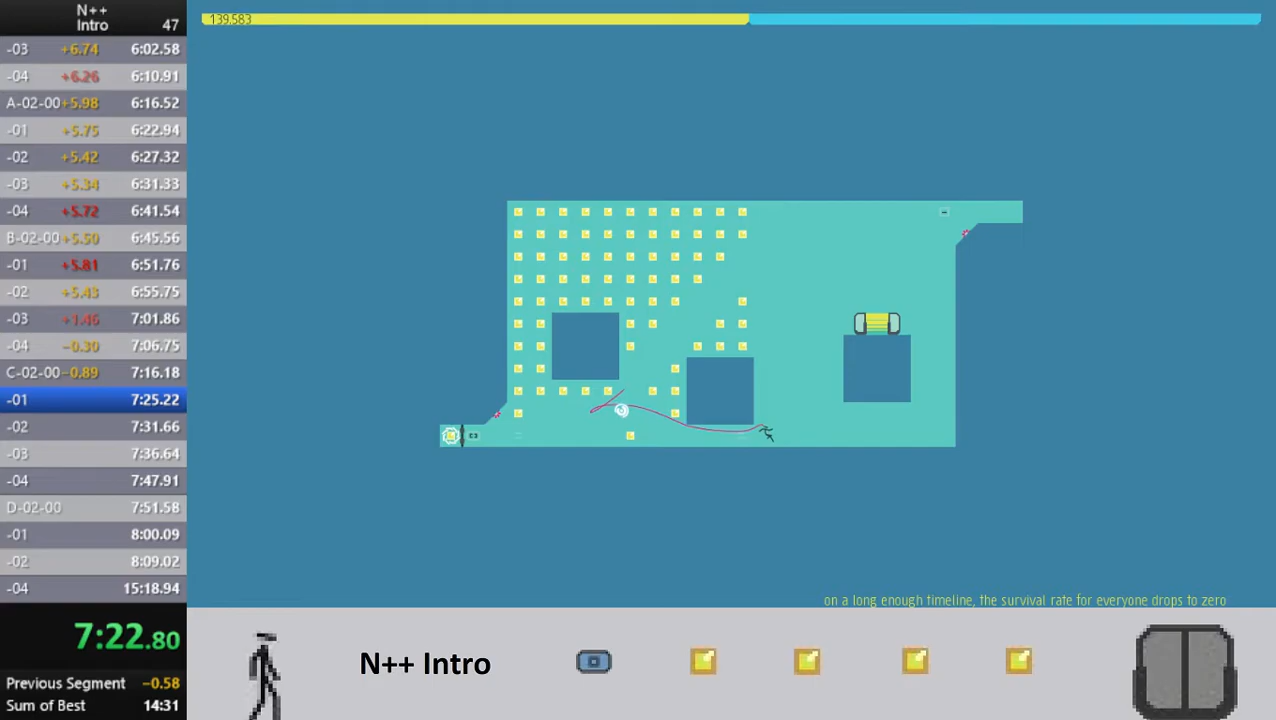 N++
Intro 47
-03 +6.74 6:02.58
-04 +6.26 6:10.91
A-02-00 +5.98 6:16.52
-01 +5.75 6:22.94
-02 +5.42 6:27.32
-03 +5.34 6:31.33
-04 +5.72 6:41.54
B-02-00 +5.50 6:45.56
-01 +5.81 6:51.76
-02 +5.43 6:55.75
-03 +1.46 7:01.86
-04 −0.30 7:06.75
C-02-00 −0.89 7:16.18
-01 7:25.22
-02 7:31.66
-03 7:36.64
-04 7:47.91
D-02-00 7:51.58
-01 8:00.09
-02 8:09.02
-04 15:18.94
7:22.80
Previous Segment −0.58
Sum of Best 14:31
139.583
on a long enough timeline, the survival rate for everyone drops to zero
N++ Intro